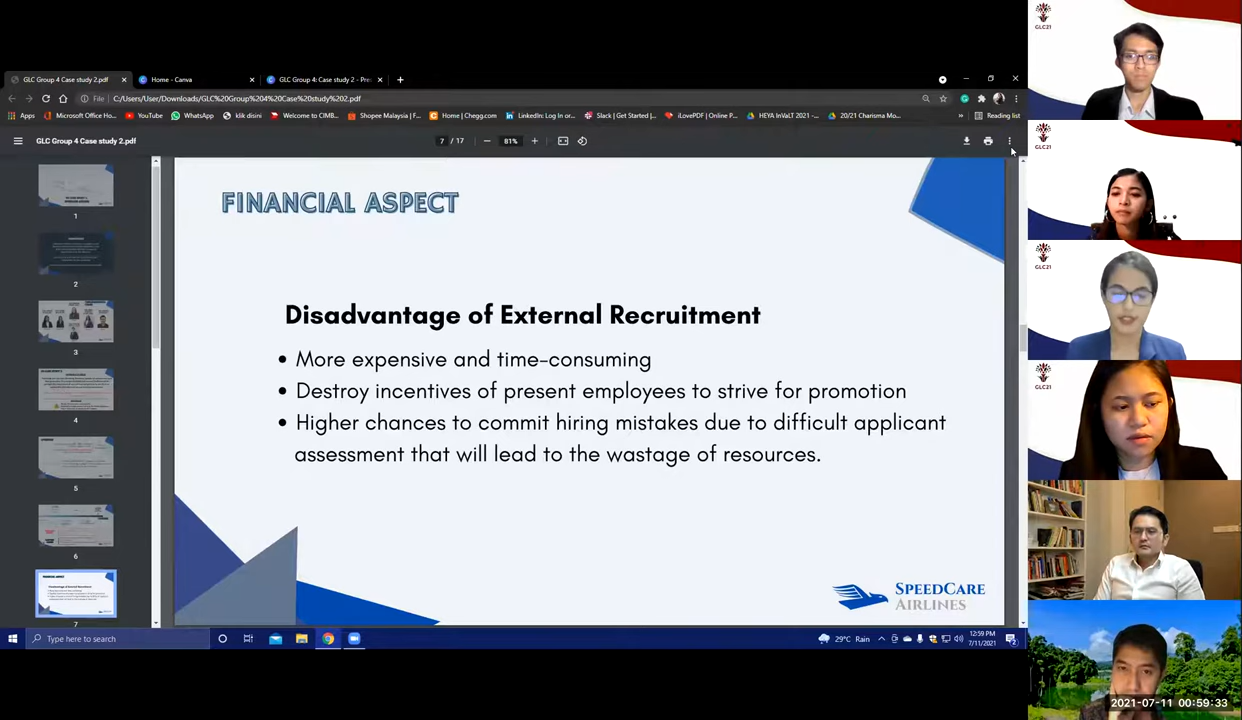 GLC Group 4 Case study 2.pdf
Home - Canva
GLC Group 4: Case study 2 - Pre
File C:/Users/User/Downloads/GLC%20Group%204%20Case%20study%202.pdf
Apps Microsoft Office Ho... YouTube WhatsApp klik disini Welcome to CIMB... Shopee Malaysia | F... Home | Chegg.com LinkedIn: Log In or... Slack | Get Started |... iLovePDF | Online P... HEYA InVaLT 2021 -... 20/21 Charisma Mo... » Reading list
GLC Group 4 Case study 2.pdf
7 / 17
81%
1
2
3
4
5
6
7
FINANCIAL ASPECT
Disadvantage of External Recruitment
• More expensive and time-consuming
• Destroy incentives of present employees to strive for promotion
• Higher chances to commit hiring mistakes due to difficult applicant
assessment that will lead to the wastage of resources.
SPEEDCARE
AIRLINES
Type here to search
29°C Rain
12:59 PM
7/11/2021
GLC21
GLC21
GLC21
GLC21
2021-07-11 00:59:33